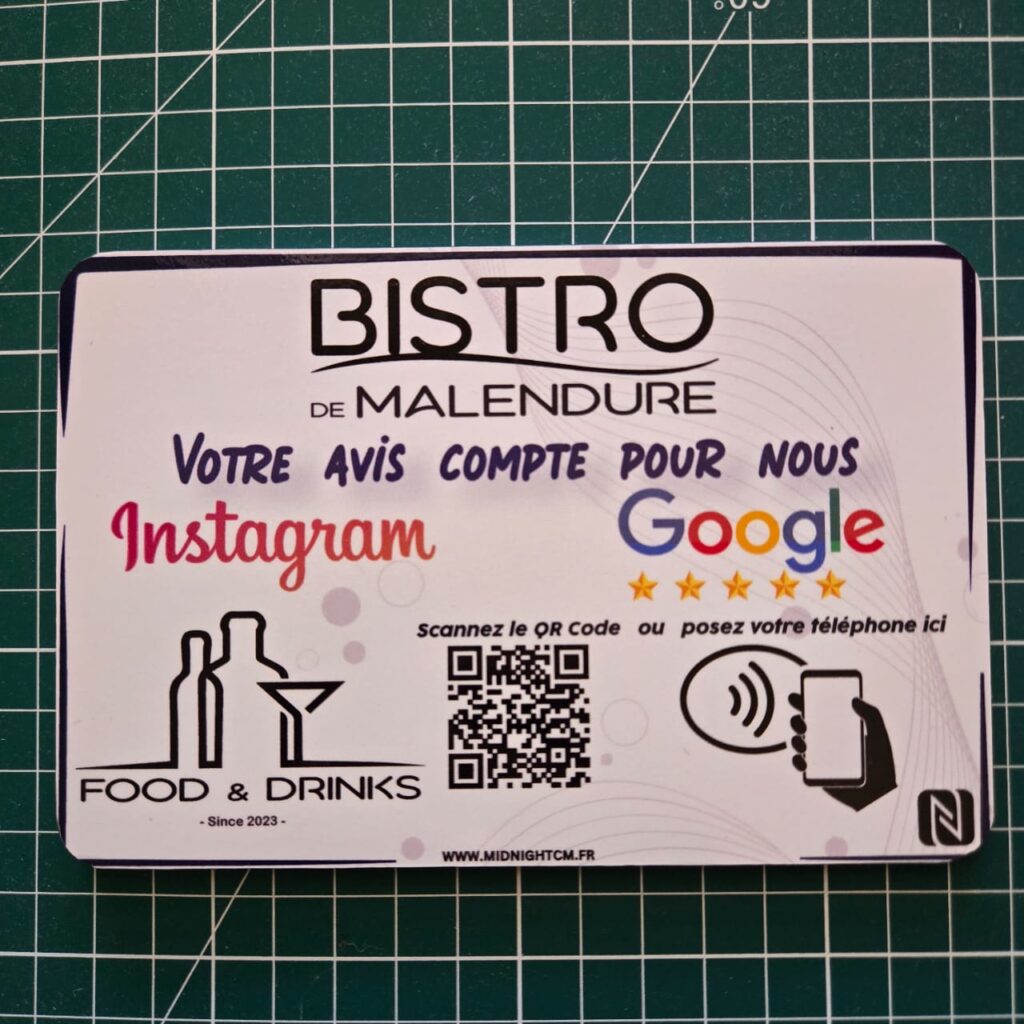 BISTRO
DE MALENDURE
VOTRE AVIS COMPTE POUR NOUS
Instagram
Google
Scannez le QR Code ou posez votre téléphone ici
FOOD & DRINKS
- Since 2023 -
WWW.MIDNIGHTCM.FR